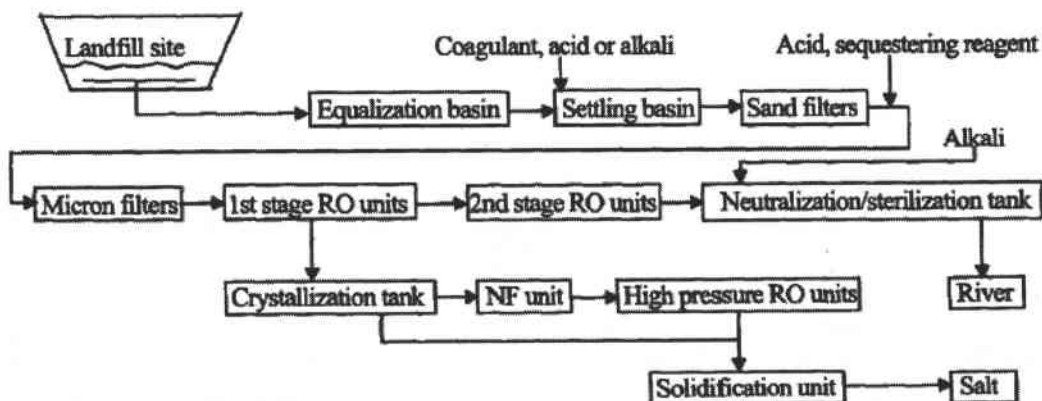 Landfill site
Coagulant, acid or alkali
Acid, sequestering reagent
Equalization basin
Settling basin
Sand filters
Alkali
Micron filters
1st stage RO units
2nd stage RO units
Neutralization/sterilization tank
Crystallization tank
NF unit
High pressure RO units
River
Solidification unit
Salt